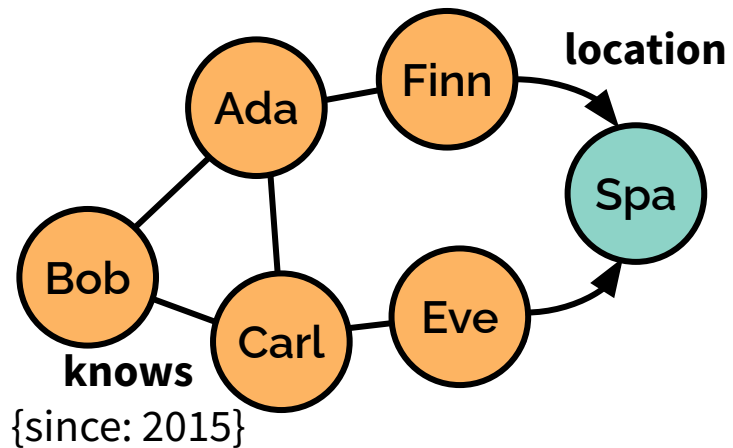 location
Finn
Ada
Spa
Bob
Eve
Carl
knows
{since: 2015}